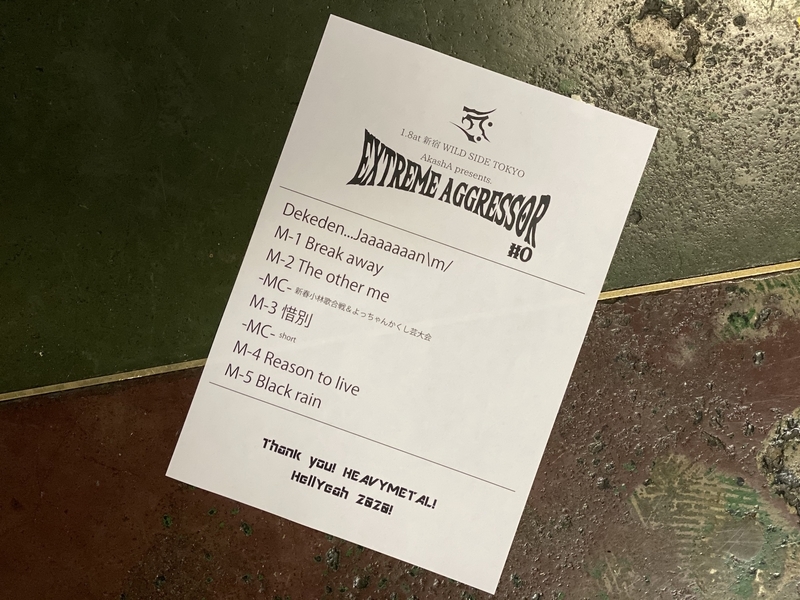 1.8at 新宿 WILD SIDE TOKYO
AkashA presents.
EXTREME AGGRESSOR
#0
Dekeden...Jaaaaaaan\m/
M-1 Break away
M-2 The other me
-MC- 新春小林歌合戦&よっちゃんかくし芸大会
M-3 惜別
-MC- short
M-4 Reason to live
M-5 Black rain
Thank you! HEAVYMETAL!
HellYeah 2020!